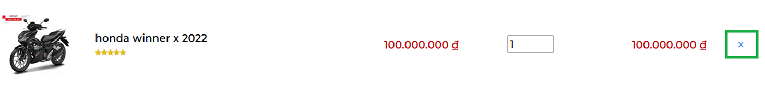 honda winner x 2022
100.000.000 ₫
1
100.000.000 ₫
x